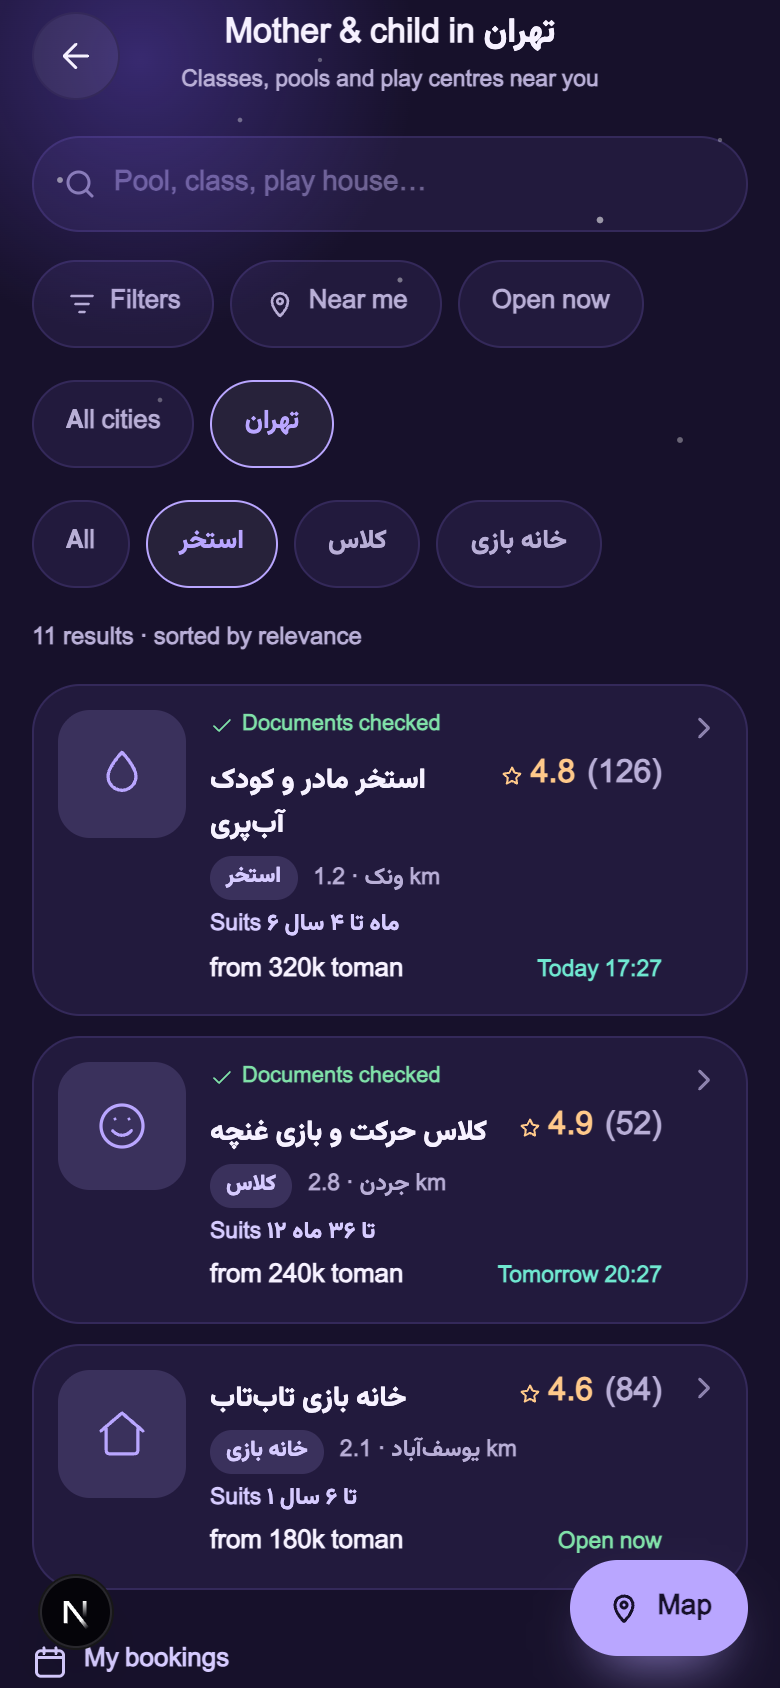 Mother & child in تهران
Classes, pools and play centres near you
Pool, class, play house...
Filters
Near me
Open now
All cities
تهران
All
استخر
کلاس
خانه بازی
11 results · sorted by relevance
Documents checked
استخر مادر و کودک
آب‌پری
4.8 (126)
استخر
ونک · 1.2 km
Suits ۶ ماه تا ۴ سال
from 320k toman
Today 17:27
Documents checked
کلاس حرکت و بازی غنچه
4.9 (52)
کلاس
جردن · 2.8 km
Suits ۱۲ تا ۳۶ ماه
from 240k toman
Tomorrow 20:27
خانه بازی تاب‌تاب
4.6 (84)
خانه بازی
یوسف‌آباد · 2.1 km
Suits ۱ تا ۶ سال
from 180k toman
Open now
N
Map
My bookings